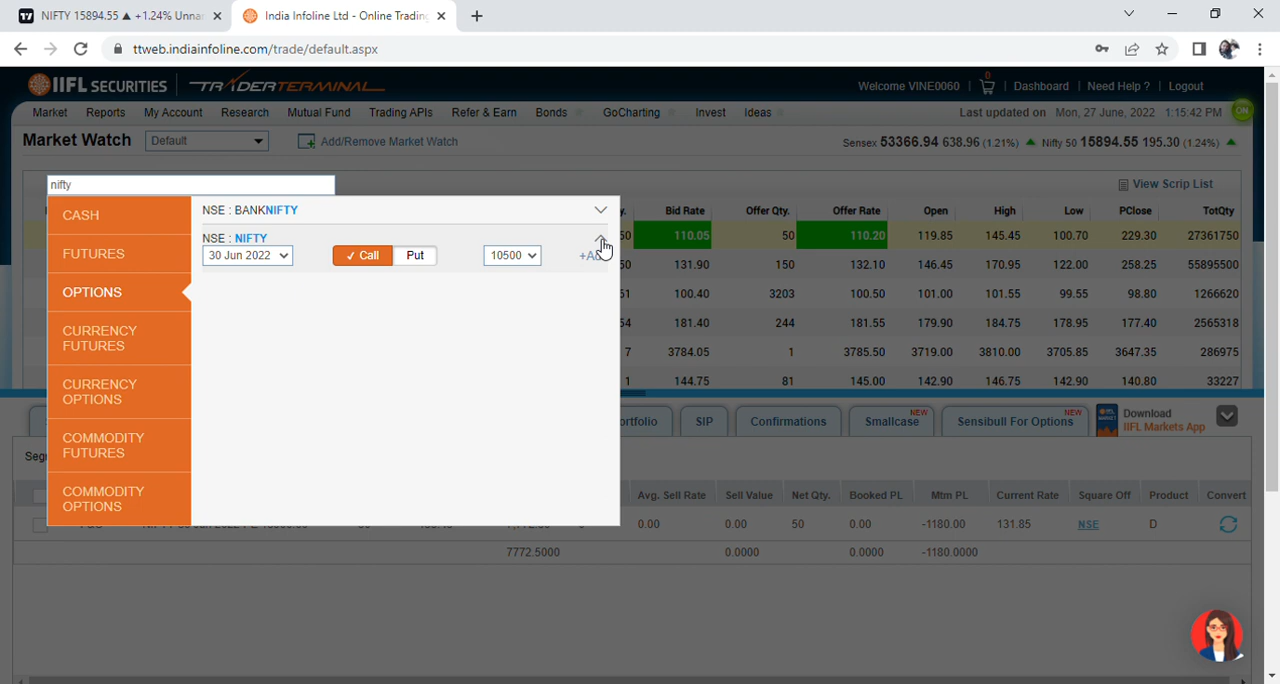 NIFTY 15894.55 ▲ +1.24% Unna
India Infoline Ltd - Online Trading
ttweb.indiainfoline.com/trade/default.aspx
IIFL SECURITIES TRADER TERMINAL
Welcome VINE0060 | 0 | Dashboard | Need Help ? | Logout
Market Reports My Account Research Mutual Fund Trading APIs Refer & Earn Bonds GoCharting Invest Ideas Last updated on Mon, 27 June, 2022 1:15:42 PM ON
Market Watch Default Add/Remove Market Watch Sensex 53366.94 638.96 (1.21%) ▲ Nifty 50 15894.55 195.30 (1.24%) ▲
nifty
View Scrip List
CASH
FUTURES
OPTIONS
CURRENCY
FUTURES
CURRENCY
OPTIONS
COMMODITY
FUTURES
COMMODITY
OPTIONS
NSE : BANKNIFTY
NSE : NIFTY
30 Jun 2022 ✓ Call Put 10500
y. Bid Rate Offer Qty. Offer Rate Open High Low PClose TotQty
50 110.05 50 110.20 119.85 145.45 100.70 229.30 27361750
50 131.90 150 132.10 146.45 170.95 122.00 258.25 55895500
51 100.40 3203 100.50 101.00 101.55 99.55 98.80 1266620
54 181.40 244 181.55 179.90 184.75 178.95 177.40 2565318
7 3784.05 1 3785.50 3719.00 3810.00 3705.85 3647.35 286975
1 144.75 81 145.00 142.90 146.75 142.90 140.80 33227
ortfolio SIP Confirmations Smallcase NEW Sensibull For Options NEW Download
IIFL Markets App
Seg
Avg. Sell Rate Sell Value Net Qty. Booked PL Mtm PL Current Rate Square Off Product Convert
0.00 0.00 50 0.00 -1180.00 131.85 NSE D
7772.5000 0.0000 0.0000 -1180.0000